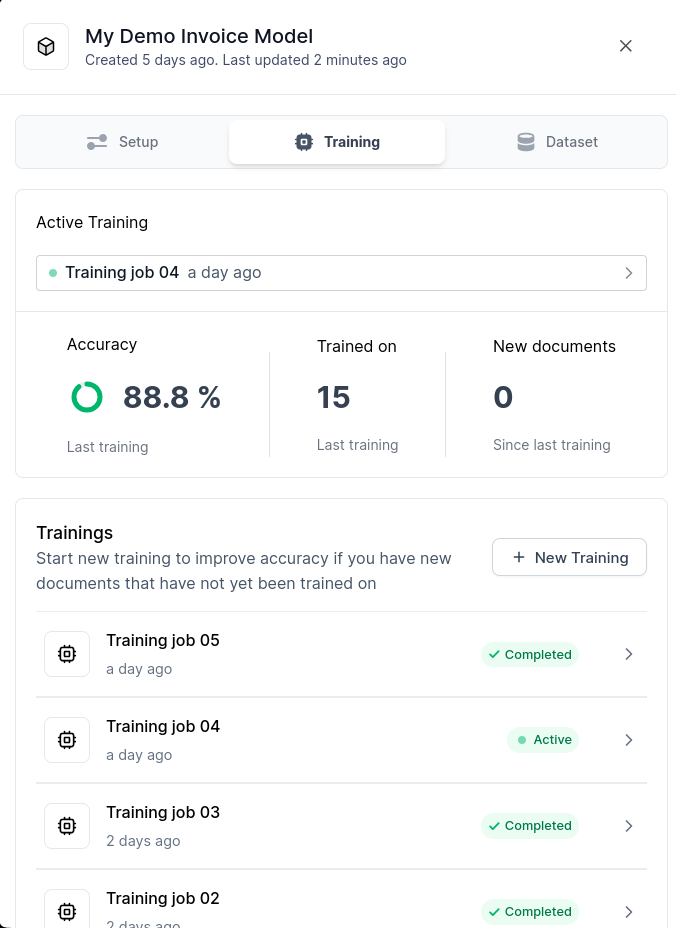 My Demo Invoice Model
Created 5 days ago. Last updated 2 minutes ago
Setup
Training
Dataset
Active Training
Training job 04 a day ago
Accuracy
88.8 %
Last training
Trained on
15
Last training
New documents
0
Since last training
Trainings
Start new training to improve accuracy if you have new
documents that have not yet been trained on
New Training
Training job 05
a day ago
Completed
Training job 04
a day ago
Active
Training job 03
2 days ago
Completed
Training job 02
2 days ago
Completed